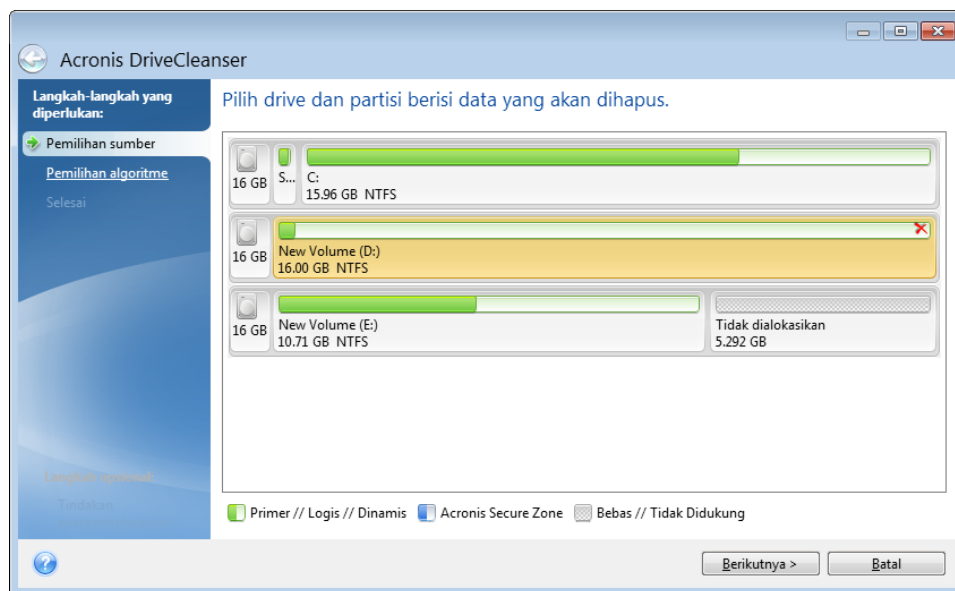 Acronis DriveCleanser
Langkah-langkah yang
diperlukan:
Pemilihan sumber
Pemilihan algoritme
Selesai
Tindakan
Pilih drive dan partisi berisi data yang akan dihapus.
16 GB
S...
C:
15.96 GB NTFS
16 GB
New Volume (D:)
16.00 GB NTFS
16 GB
New Volume (E:)
10.71 GB NTFS
Tidak dialokasikan
5.292 GB
Primer // Logis // Dinamis
Acronis Secure Zone
Bebas // Tidak Didukung
Berikutnya >
Batal